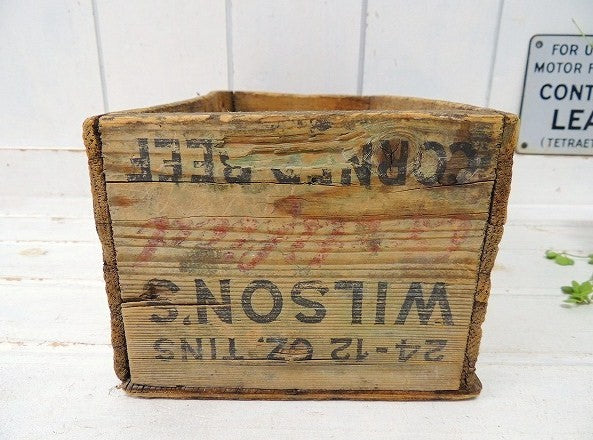 24-12 OZ. TINS
WILSON'S
CORNED BEEF
FOR U
MOTOR F
CONT
LEA
(TETRAET